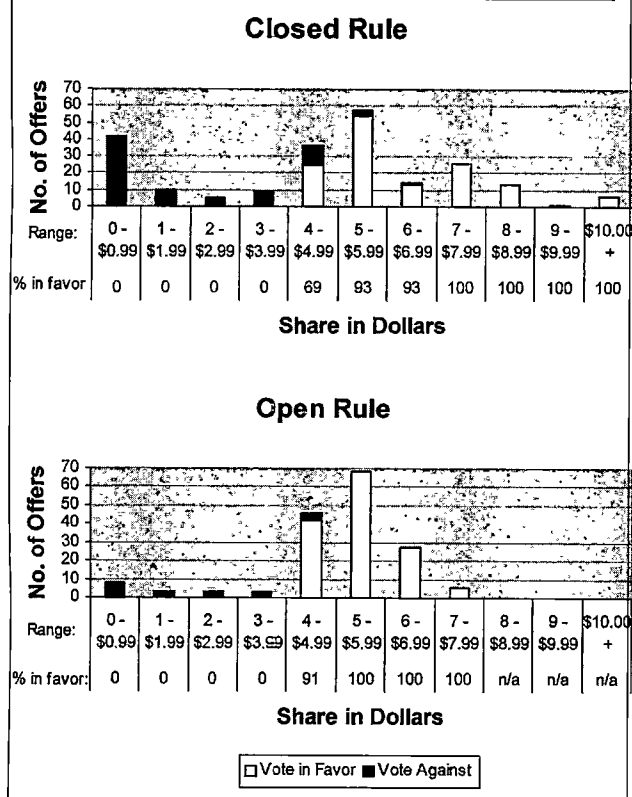 Closed Rule
No. of Offers
70
60
50
40
30
20
10
0
Range: 0 - 1 - 2 - 3 - 4 - 5 - 6 - 7 - 8 - 9 - $10.00
$0.99 $1.99 $2.99 $3.99 $4.99 $5.99 $6.99 $7.99 $8.99 $9.99 +
% in favor 0 0 0 0 69 93 93 100 100 100 100
Share in Dollars
Open Rule
No. of Offers
70
60
50
40
30
20
10
0
Range: 0 - 1 - 2 - 3 - 4 - 5 - 6 - 7 - 8 - 9 - $10.00
$0.99 $1.99 $2.99 $3.99 $4.99 $5.99 $6.99 $7.99 $8.99 $9.99 +
% in favor: 0 0 0 0 91 100 100 100 n/a n/a n/a
Share in Dollars
Vote in Favor Vote Against